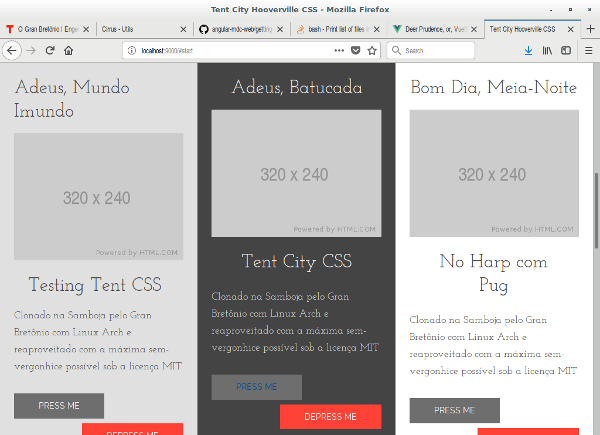 Tent City Hooverville CSS - Mozilla Firefox
O Gran Bretônio | Enge
Cirrus - Utils
angular-mdc-web/getting
bash - Print list of files in
Deer Prudence, or, Vueti
Tent City Hooverville CSS
localhost:9000/#start
Search
Adeus, Mundo
Imundo
320 x 240
Powered by HTML.COM
Testing Tent CSS
Clonado na Samboja pelo Gran
Bretônio com Linux Arch e
reaproveitado com a máxima sem-
vergonhice possível sob a licença MIT
PRESS ME
DEPRESS ME
Adeus, Batucada
320 x 240
Powered by HTML.COM
Tent City CSS
Clonado na Samboja pelo Gran
Bretônio com Linux Arch e
reaproveitado com a máxima sem-
vergonhice possível sob a licença MIT
PRESS ME
DEPRESS ME
Bom Dia, Meia-Noite
320 x 240
Powered by HTML.COM
No Harp com
Pug
Clonado na Samboja pelo Gran
Bretônio com Linux Arch e
reaproveitado com a máxima sem-
vergonhice possível sob a licença MIT
PRESS ME